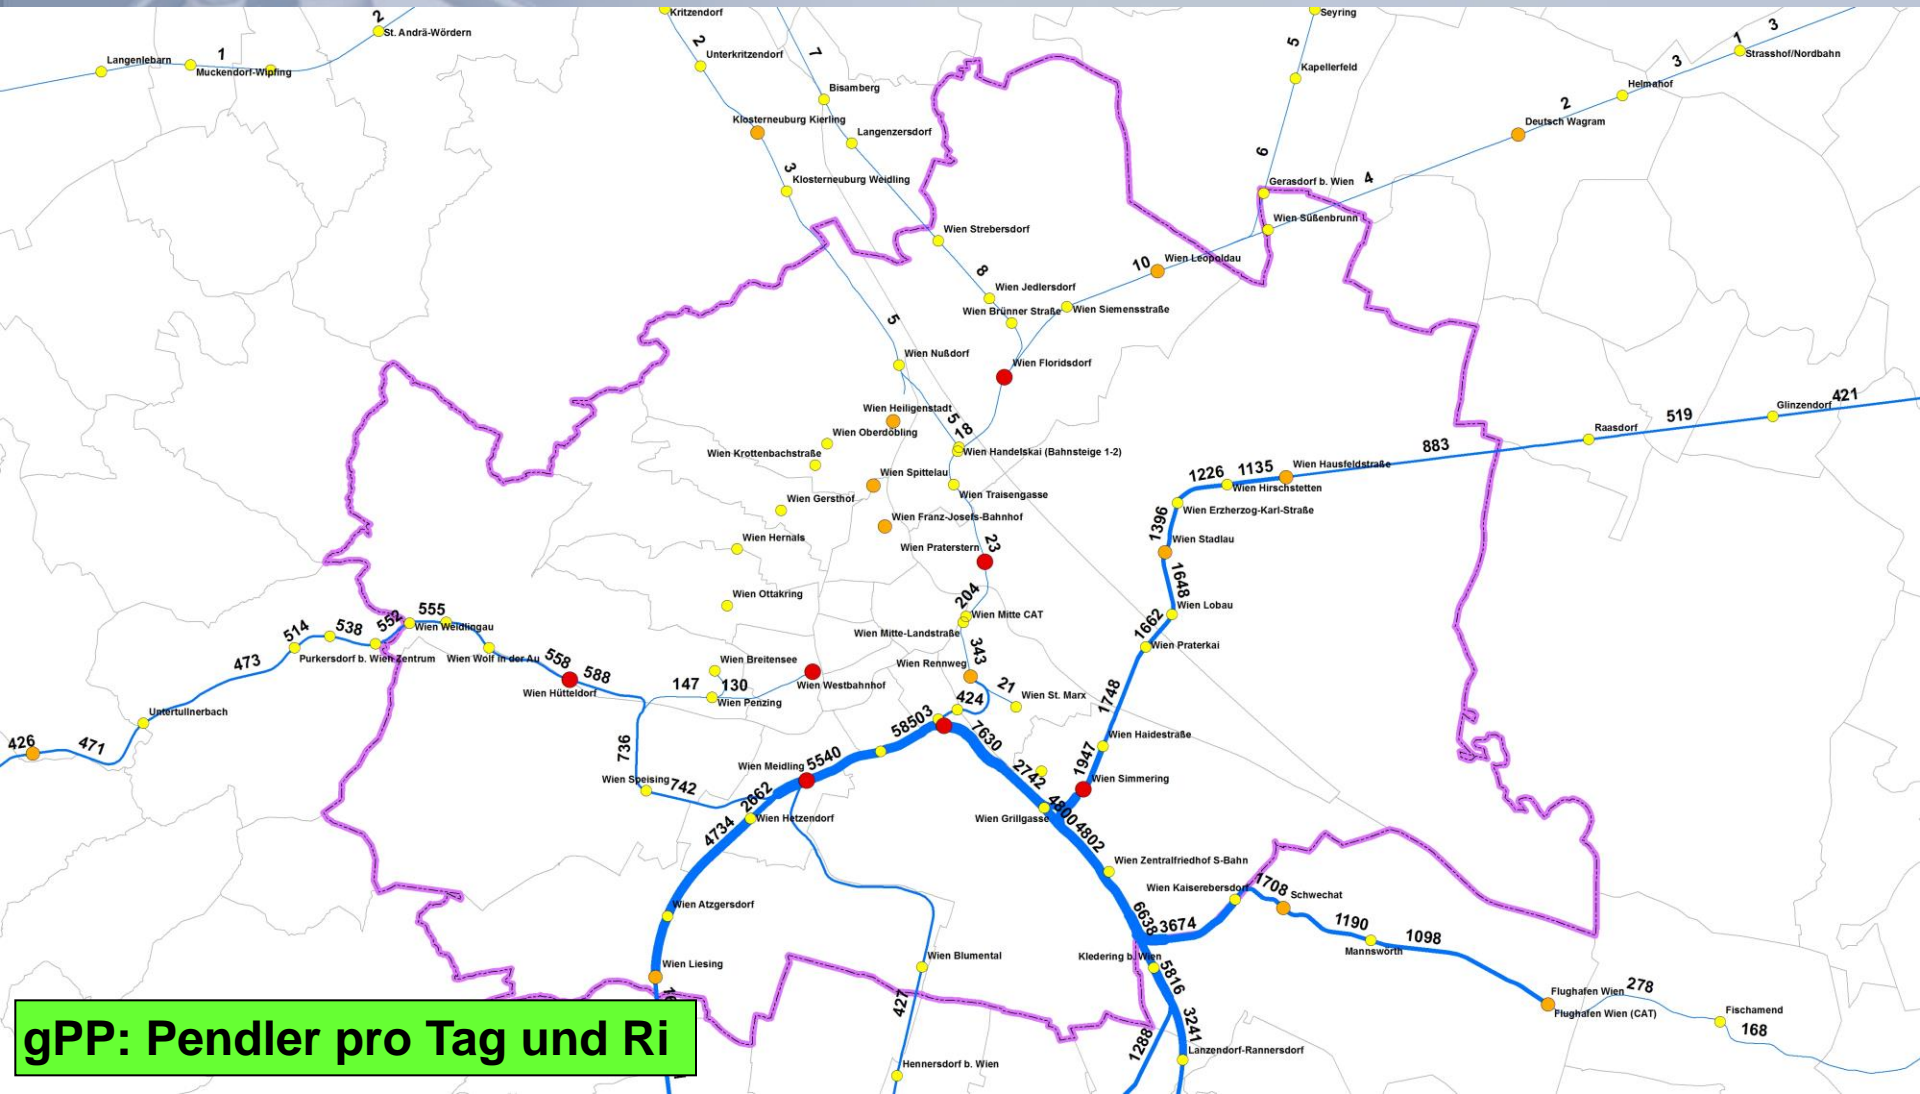 Kritzendorf
Seyring
2
St. Andrä-Wördern
3
1
3
Strasshof/Nordbahn
Langenlebarn
1
Muckendorf-Wipfing
2
Unterkritzendorf
7
5
Kapellerfeld
Helmahof
Bisamberg
2
Deutsch Wagram
Klosterneuburg Kierling
Langenzersdorf
6
3
Klosterneuburg Weidling
Gerasdorf b. Wien
4
Wien Süßenbrunn
Wien Strebersdorf
8
10
Wien Leopoldau
Wien Jedlersdorf
Wien Brünner Straße
Wien Siemensstraße
5
Wien Nußdorf
Wien Floridsdorf
Wien Heiligenstadt
5
18
Wien Oberdöbling
Wien Krottenbachstraße
Wien Handelskai (Bahnsteige 1-2)
Wien Spittelau
Wien Traisengasse
Wien Gersthof
Wien Franz-Josefs-Bahnhof
Wien Hernals
Wien Praterstern
23
421
Glinzendorf
519
Raasdorf
883
Wien Hausfeldstraße
1135
1226
Wien Hirschstetten
Wien Erzherzog-Karl-Straße
1396
Wien Stadlau
1648
Wien Lobau
1662
Wien Praterkai
Wien Ottakring
204
Wien Mitte CAT
Wien Mitte-Landstraße
343
Wien Rennweg
21
Wien St. Marx
424
555
552
Wien Weidlingau
538
514
Purkersdorf b. Wien Zentrum
Wien Wolf in der Au
558
588
473
Wien Hütteldorf
Wien Breitensee
147
130
Wien Penzing
Wien Westbahnhof
Untertullnerbach
426
471
736
Wien Speising
742
Wien Meidling
5540
58503
7630
1748
Wien Haidestraße
1947
Wien Simmering
2742
Wien Grillgasse
4800
4802
2662
Wien Hetzendorf
4734
Wien Zentralfriedhof S-Bahn
Wien Kaiserebersdorf
1708
Schwechat
Wien Atzgersdorf
6638
3674
1190
1098
Mannswörth
Wien Liesing
Wien Blumental
Kledering b. Wien
5816
427
3241
1288
Flughafen Wien
Flughafen Wien (CAT)
278
Fischamend
168
Lanzendorf-Rannersdorf
Hennersdorf b. Wien
gPP: Pendler pro Tag und Ri